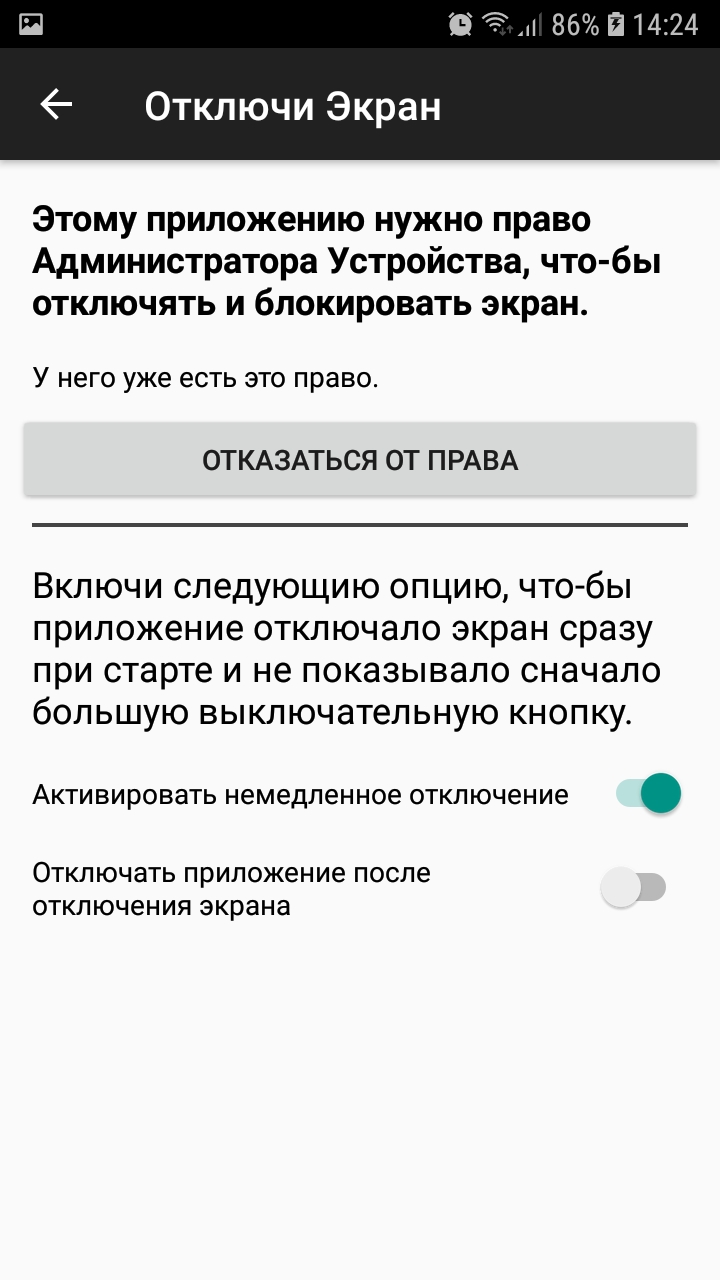 86% 14:24
Отключи Экран
Этому приложению нужно право
Администратора Устройства, что-бы
отключять и блокировать экран.
У него уже есть это право.
ОТКАЗАТЬСЯ ОТ ПРАВА
Включи следующию опцию, что-бы
приложение отключало экран сразу
при старте и не показывало сначало
большую выключательную кнопку.
Активировать немедленное отключение
Отключать приложение после
отключения экрана